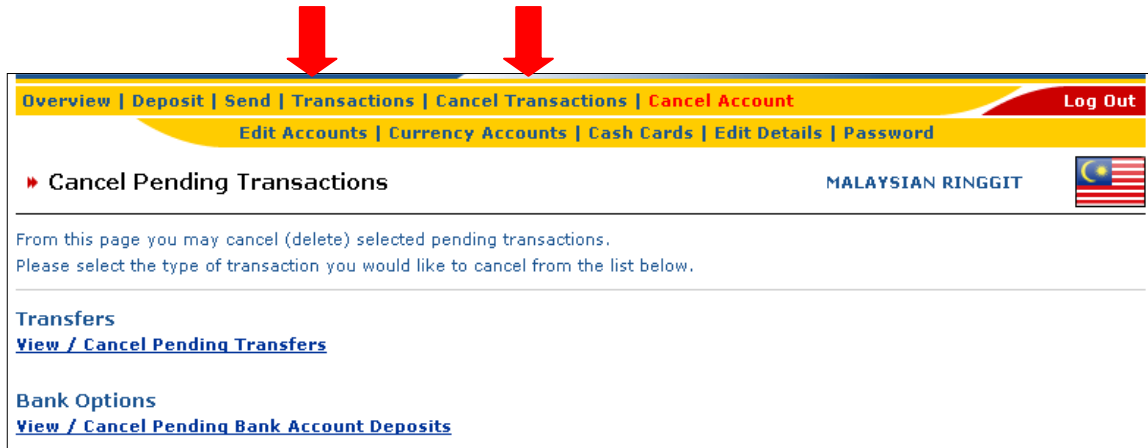 Overview | Deposit | Send | Transactions | Cancel Transactions | Cancel Account
Log Out
Edit Accounts | Currency Accounts | Cash Cards | Edit Details | Password
Cancel Pending Transactions
MALAYSIAN RINGGIT
From this page you may cancel (delete) selected pending transactions.
Please select the type of transaction you would like to cancel from the list below.
Transfers
View / Cancel Pending Transfers
Bank Options
View / Cancel Pending Bank Account Deposits